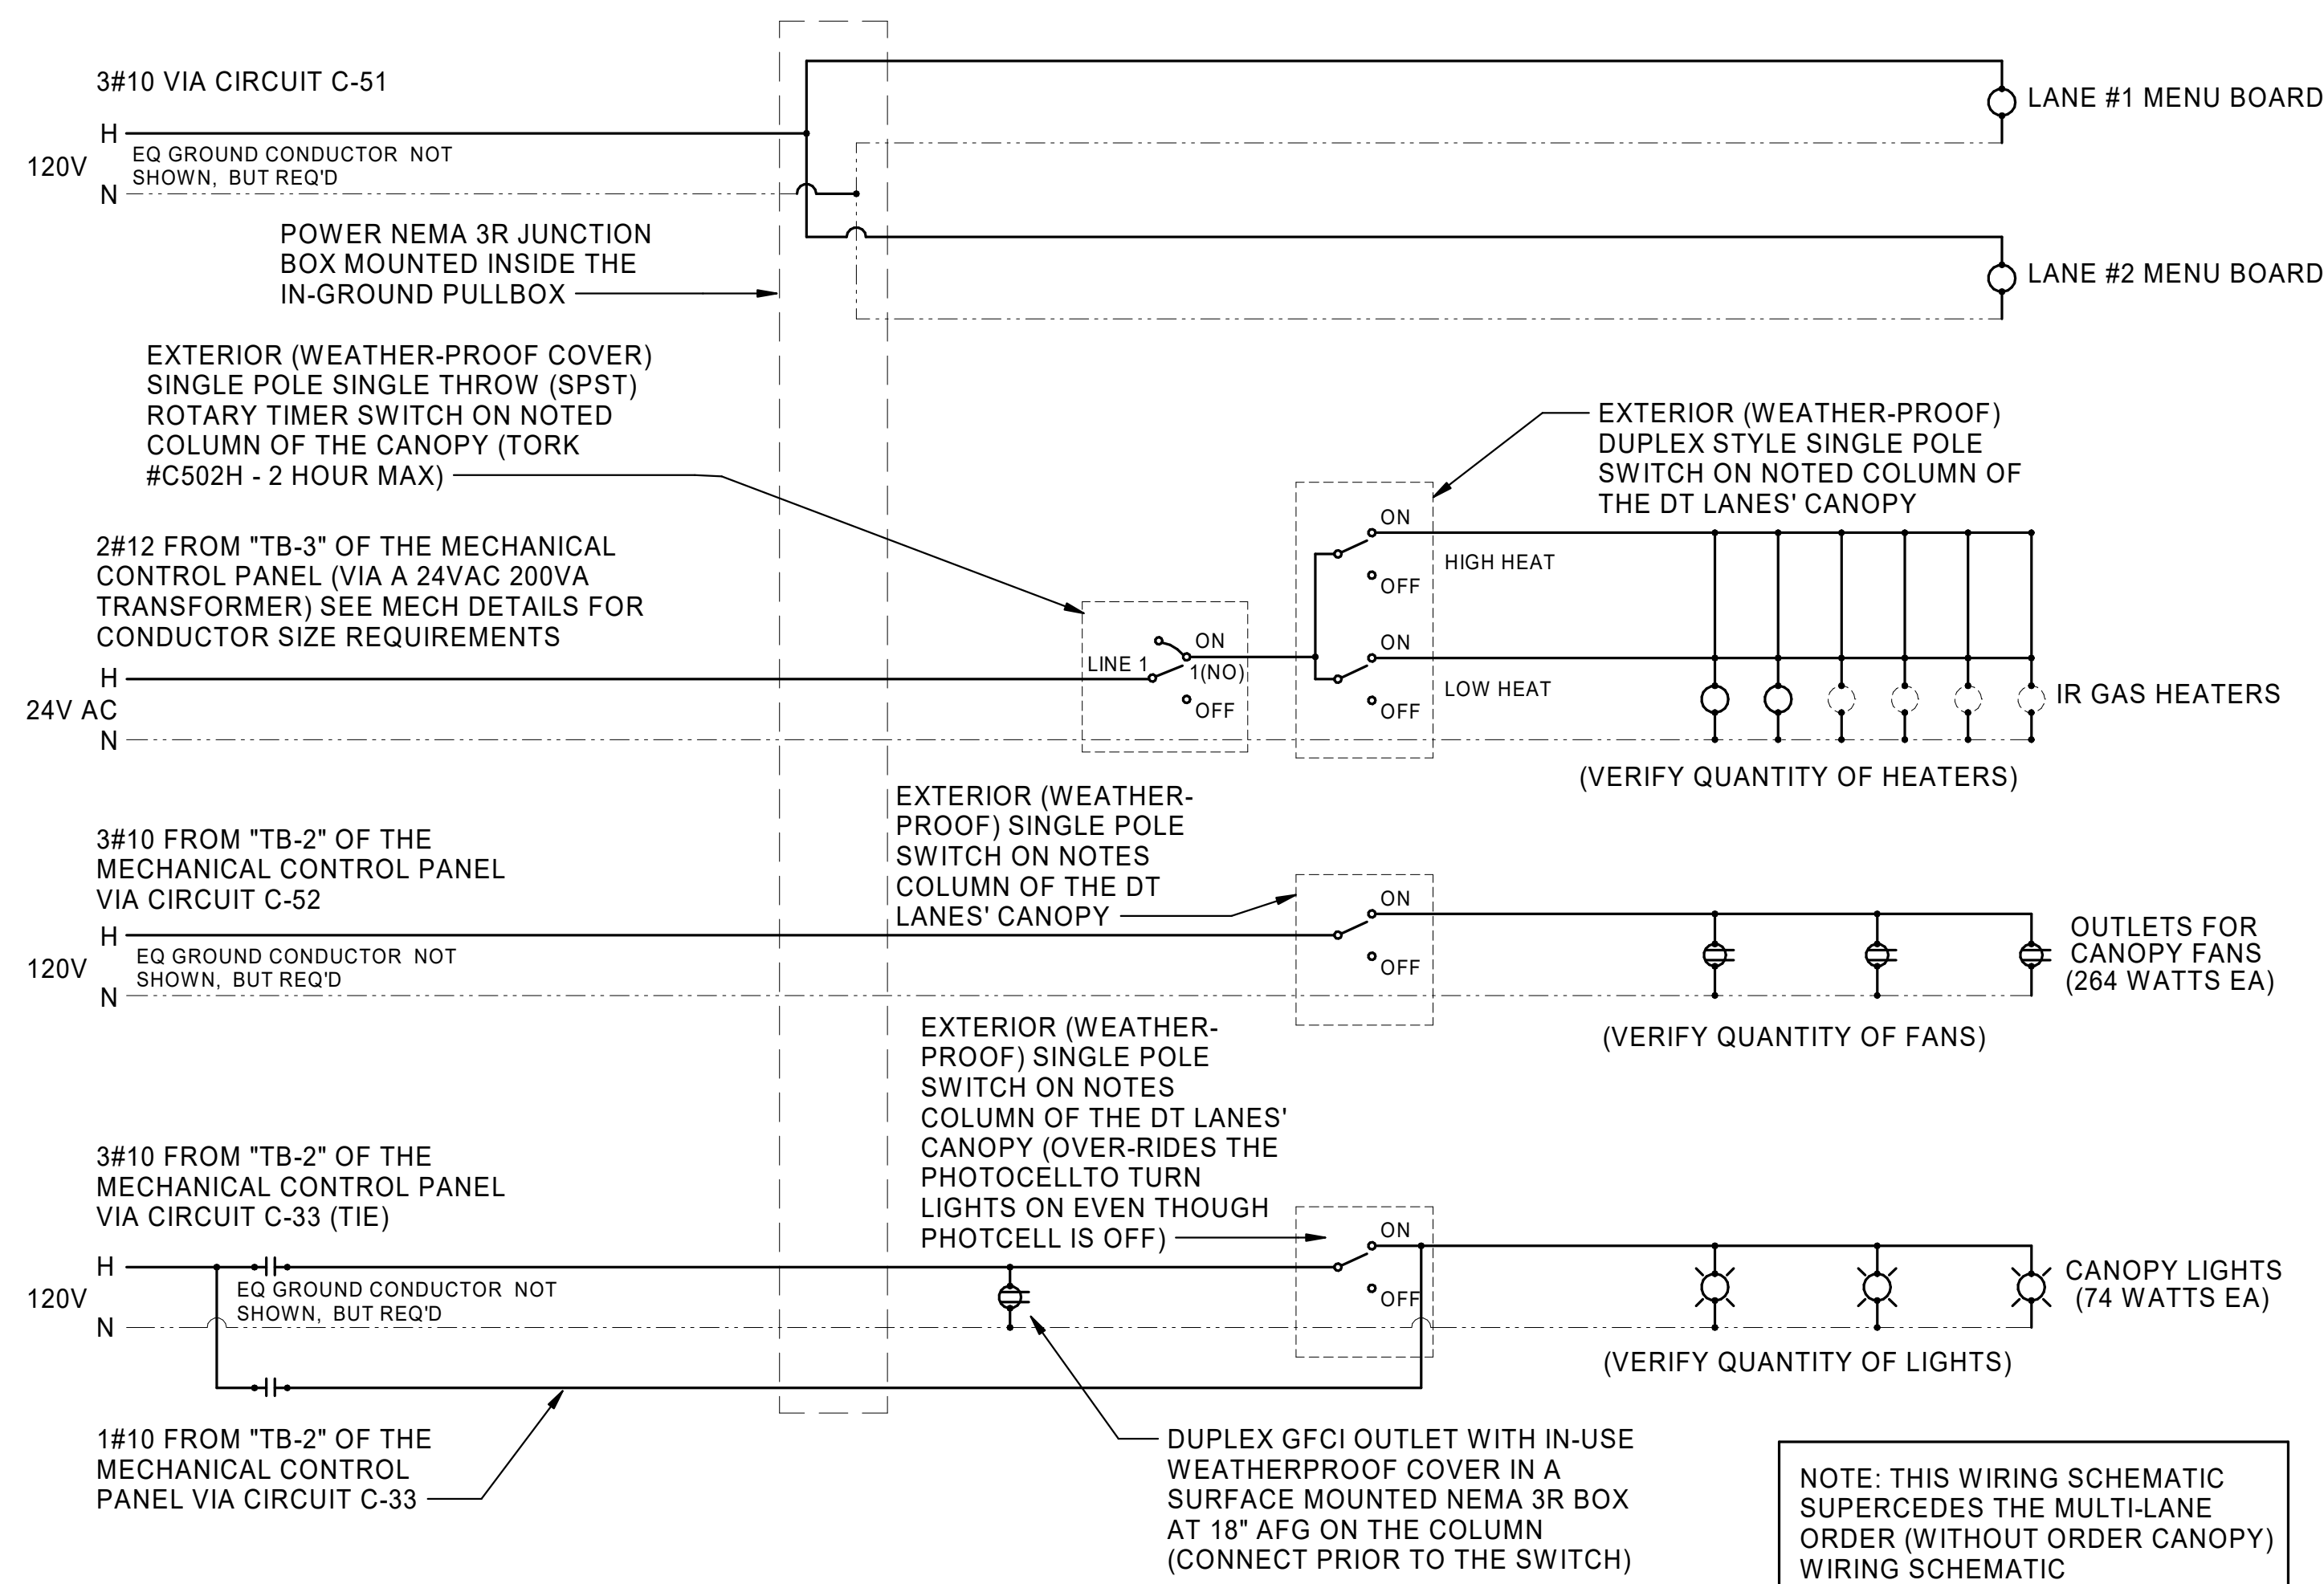 3#10 VIA CIRCUIT C-51
H
120V
EQ GROUND CONDUCTOR NOT
SHOWN, BUT REQ'D
N
LANE #1 MENU BOARD
LANE #2 MENU BOARD
POWER NEMA 3R JUNCTION
BOX MOUNTED INSIDE THE
IN-GROUND PULLBOX
EXTERIOR (WEATHER-PROOF COVER)
SINGLE POLE SINGLE THROW (SPST)
ROTARY TIMER SWITCH ON NOTED
COLUMN OF THE CANOPY (TORK
#C502H - 2 HOUR MAX)
EXTERIOR (WEATHER-PROOF)
DUPLEX STYLE SINGLE POLE
SWITCH ON NOTED COLUMN OF
THE DT LANES' CANOPY
2#12 FROM "TB-3" OF THE MECHANICAL
CONTROL PANEL (VIA A 24VAC 200VA
TRANSFORMER) SEE MECH DETAILS FOR
CONDUCTOR SIZE REQUIREMENTS
H
24V AC
N
LINE 1
ON
1(NO)
OFF
ON
OFF
HIGH HEAT
ON
OFF
LOW HEAT
IR GAS HEATERS
(VERIFY QUANTITY OF HEATERS)
EXTERIOR (WEATHER-
PROOF) SINGLE POLE
SWITCH ON NOTES
COLUMN OF THE DT
LANES' CANOPY
3#10 FROM "TB-2" OF THE
MECHANICAL CONTROL PANEL
VIA CIRCUIT C-52
H
120V
EQ GROUND CONDUCTOR NOT
SHOWN, BUT REQ'D
N
ON
OFF
OUTLETS FOR
CANOPY FANS
(264 WATTS EA)
(VERIFY QUANTITY OF FANS)
EXTERIOR (WEATHER-
PROOF) SINGLE POLE
SWITCH ON NOTES
COLUMN OF THE DT LANES'
CANOPY (OVER-RIDES THE
PHOTOCELLTO TURN
LIGHTS ON EVEN THOUGH
PHOTCELL IS OFF)
3#10 FROM "TB-2" OF THE
MECHANICAL CONTROL PANEL
VIA CIRCUIT C-33 (TIE)
H
120V
EQ GROUND CONDUCTOR NOT
SHOWN, BUT REQ'D
N
ON
OFF
CANOPY LIGHTS
(74 WATTS EA)
(VERIFY QUANTITY OF LIGHTS)
1#10 FROM "TB-2" OF THE
MECHANICAL CONTROL
PANEL VIA CIRCUIT C-33
DUPLEX GFCI OUTLET WITH IN-USE
WEATHERPROOF COVER IN A
SURFACE MOUNTED NEMA 3R BOX
AT 18" AFG ON THE COLUMN
(CONNECT PRIOR TO THE SWITCH)
NOTE: THIS WIRING SCHEMATIC
SUPERCEDES THE MULTI-LANE
ORDER (WITHOUT ORDER CANOPY)
WIRING SCHEMATIC